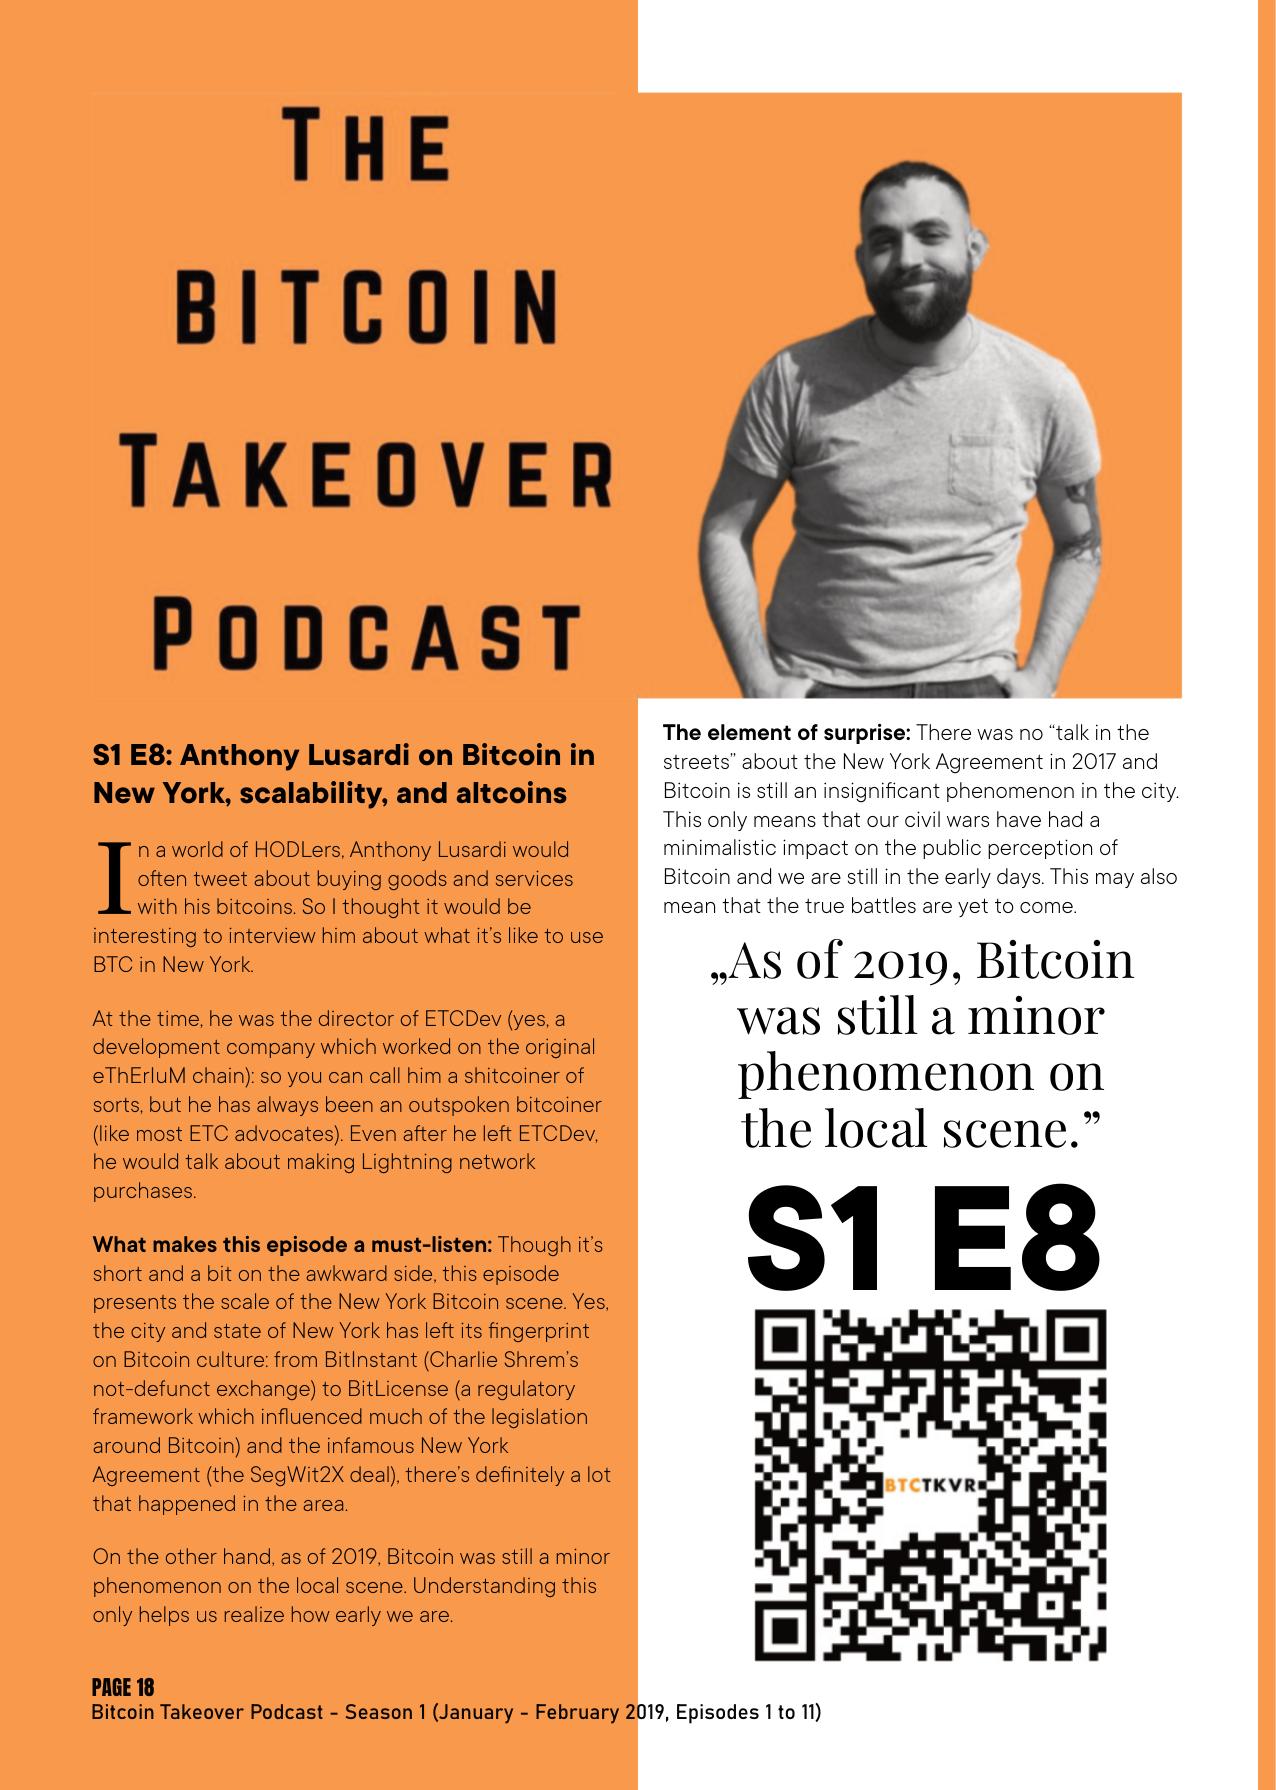 THE
BITCOIN
TAKEOVER
PODCAST
S1 E8: Anthony Lusardi on Bitcoin in
New York, scalability, and altcoins
In a world of HODLers, Anthony Lusardi would
often tweet about buying goods and services
with his bitcoins. So I thought it would be
interesting to interview him about what it's like to use
BTC in New York.
At the time, he was the director of ETCDev (yes, a
development company which worked on the original
eThErIuM chain): so you can call him a shitcoiner of
sorts, but he has always been an outspoken bitcoiner
(like most ETC advocates). Even after he left ETCDev,
he would talk about making Lightning network
purchases.
What makes this episode a must-listen: Though it's
short and a bit on the awkward side, this episode
presents the scale of the New York Bitcoin scene. Yes,
the city and state of New York has left its fingerprint
on Bitcoin culture: from BitInstant (Charlie Shrem's
not-defunct exchange) to BitLicense (a regulatory
framework which influenced much of the legislation
around Bitcoin) and the infamous New York
Agreement (the SegWit2X deal), there's definitely a lot
that happened in the area.
On the other hand, as of 2019, Bitcoin was still a minor
phenomenon on the local scene. Understanding this
only helps us realize how early we are.
The element of surprise: There was no “talk in the
streets” about the New York Agreement in 2017 and
Bitcoin is still an insignificant phenomenon in the city.
This only means that our civil wars have had a
minimalistic impact on the public perception of
Bitcoin and we are still in the early days. This may also
mean that the true battles are yet to come.
„As of 2019, Bitcoin
was still a minor
phenomenon on
the local scene.”
S1 E8
BTCTKVR
PAGE 18
Bitcoin Takeover Podcast - Season 1 (January - February 2019, Episodes 1 to 11)